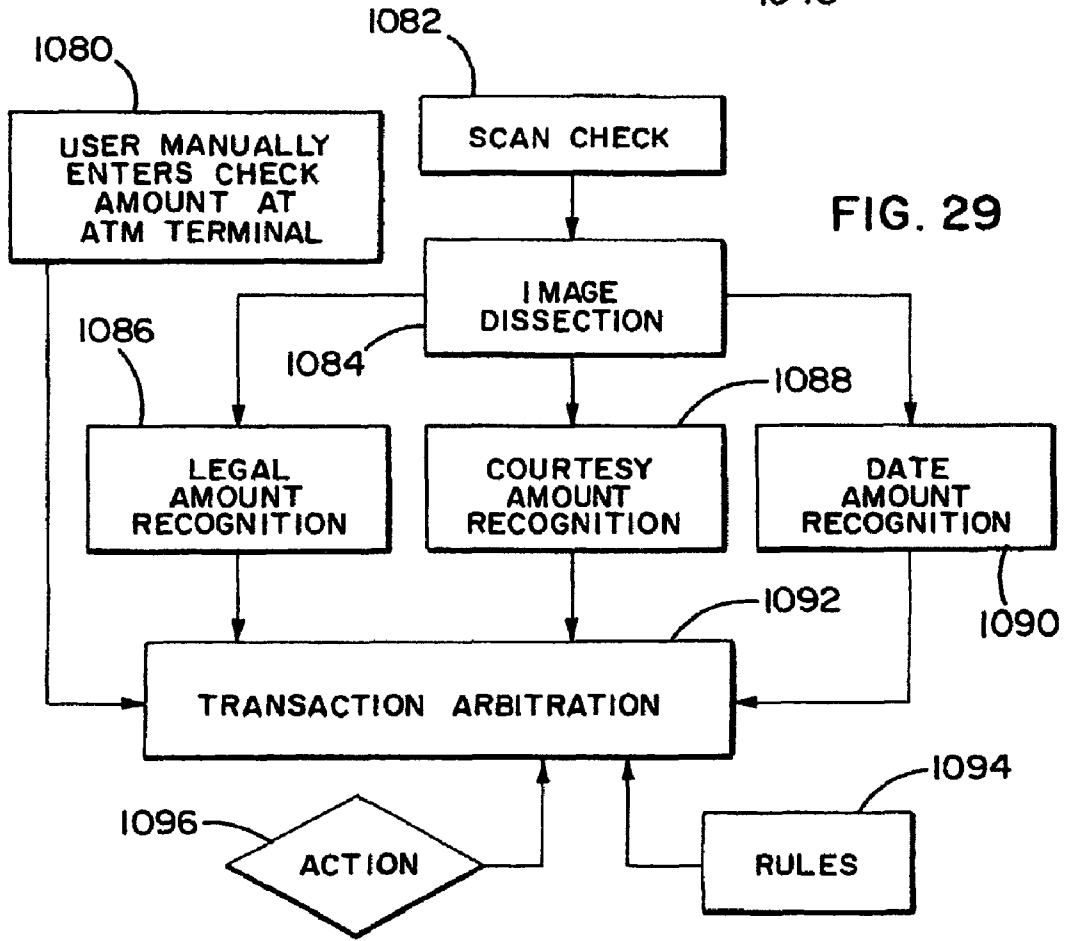 1080
1082
USER MANUALLY
ENTERS CHECK
AMOUNT AT
ATM TERMINAL
SCAN CHECK
FIG. 29
IMAGE
DISSECTION
1084
1086
1088
LEGAL
AMOUNT
RECOGNITION
COURTESY
AMOUNT
RECOGNITION
DATE
AMOUNT
RECOGNITION
1090
1092
TRANSACTION ARBITRATION
1094
1096
ACTION
RULES